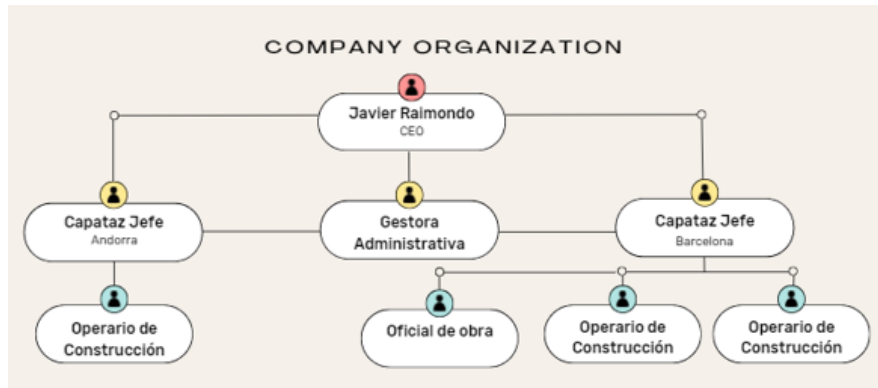 COMPANY ORGANIZATION
Javier Raimondo
CEO
Capataz Jefe
Andorra
Gestora
Administrativa
Capataz Jefe
Barcelona
Operario de
Construcción
Oficial de obra
Operario de
Construcción
Operario de
Construcción